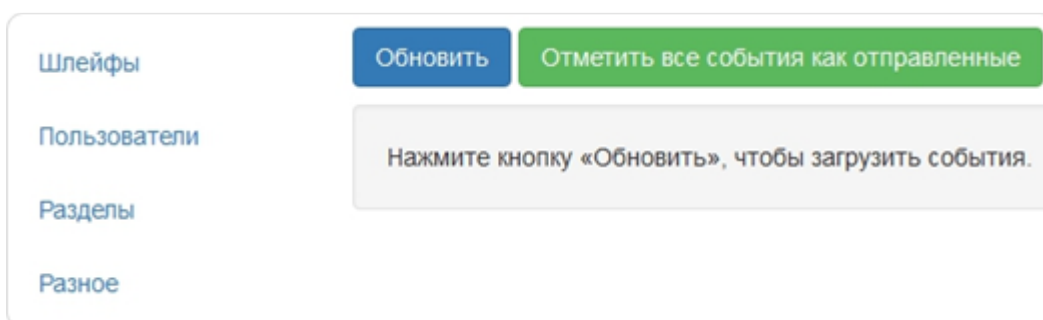 Шлейфы
Пользователи
Разделы
Разное
Обновить
Отметить все события как отправленные
Нажмите кнопку «Обновить», чтобы загрузить события.